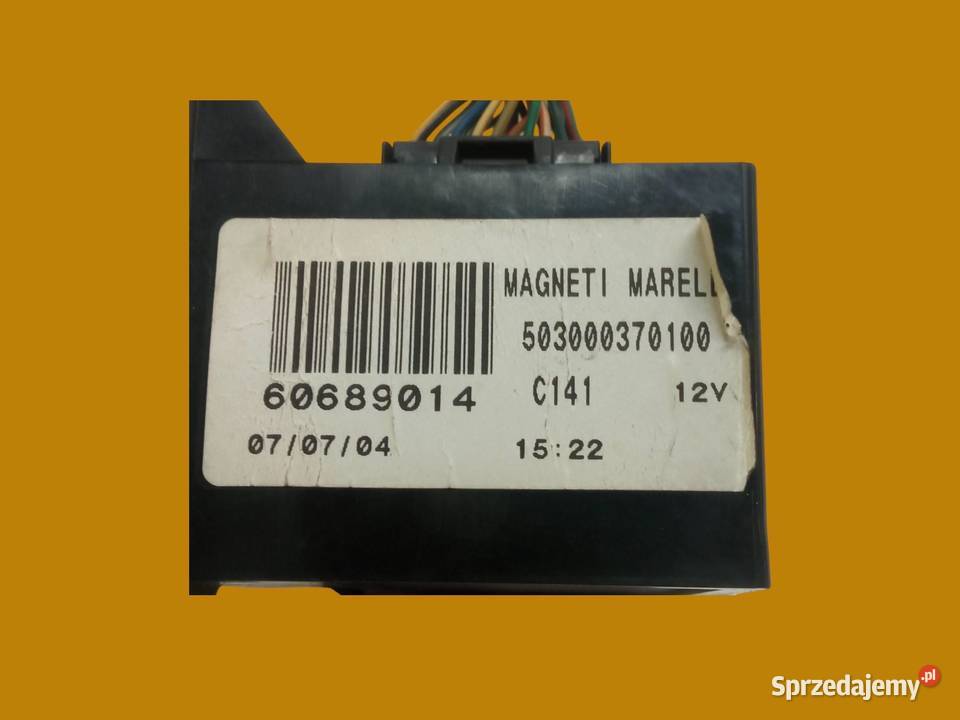 MAGNETI MARELL
503000370100
60689014
C141 12V
07/07/04 15:22
Sprzedajemy.pl